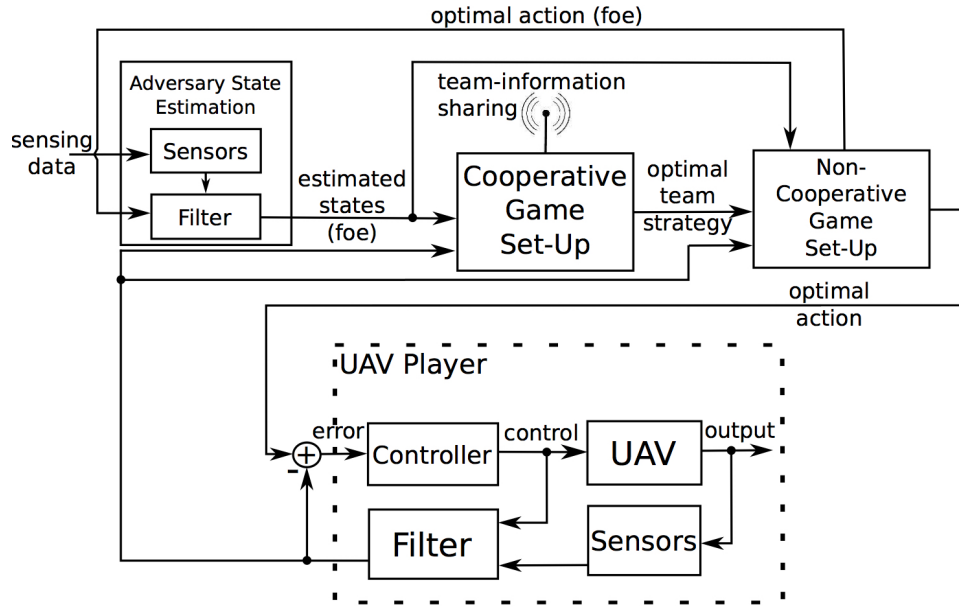 optimal action (foe)
Adversary State
Estimation
team-information
sharing
sensing
data
Sensors
Filter
estimated
states
(foe)
Cooperative
Game
Set-Up
optimal
team
strategy
Non-
Cooperative
Game
Set-Up
optimal
action
UAV Player
error
Controller
control
UAV
output
+
-
Filter
Sensors